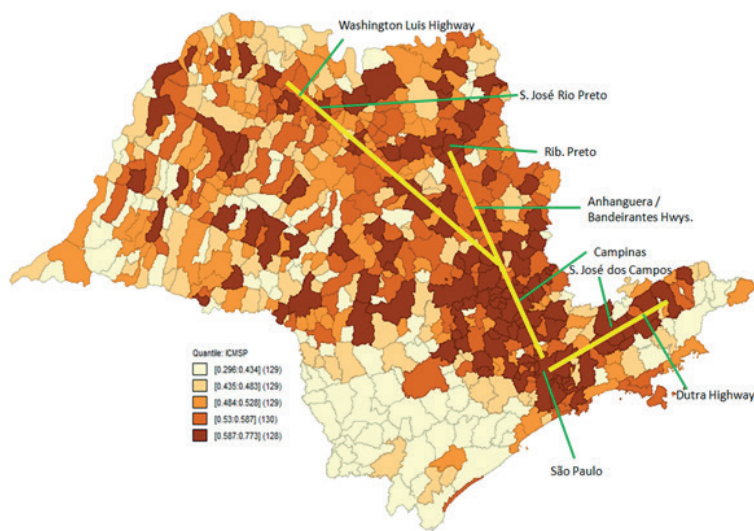 Washington Luis Highway
S. José Rio Preto
Rib. Preto
Anhanguera /
Bandeirantes Hwys.
Campinas
S. José dos Campos
Quantile: ICMSP
[0.296:0.434] (129)
[0.435:0.483] (129)
[0.484:0.528] (129)
[0.53:0.587] (130)
[0.587:0.773] (128)
Dutra Highway
São Paulo